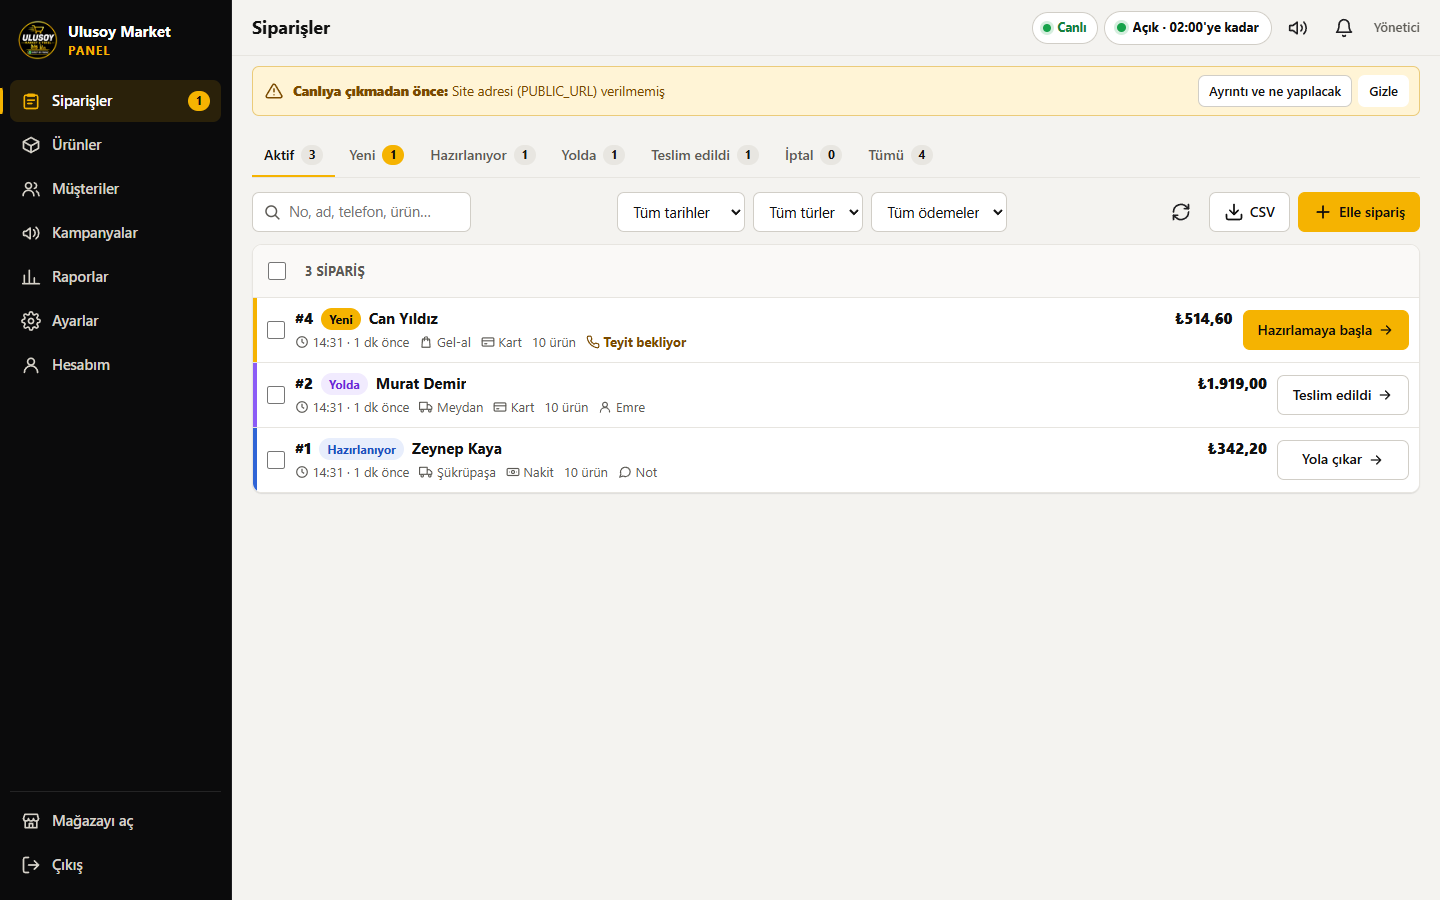 ULUSOY
Ulusoy Market
PANEL
Siparişler 1
Ürünler
Müşteriler
Kampanyalar
Raporlar
Ayarlar
Hesabım
Mağazayı aç
Çıkış
Siparişler
Canlı
Açık · 02:00'ye kadar
Yönetici
Canlıya çıkmadan önce: Site adresi (PUBLIC_URL) verilmemiş
Ayrıntı ve ne yapılacak
Gizle
Aktif 3 Yeni 1 Hazırlanıyor 1 Yolda 1 Teslim edildi 1 İptal 0 Tümü 4
No, ad, telefon, ürün...
Tüm tarihler
Tüm türler
Tüm ödemeler
CSV
Elle sipariş
3 SİPARİŞ
#4 Yeni Can Yıldız ₺514,60
14:31 · 1 dk önce Gel-al Kart 10 ürün Teyit bekliyor
Hazırlamaya başla →
#2 Yolda Murat Demir ₺1.919,00
14:31 · 1 dk önce Meydan Kart 10 ürün Emre
Teslim edildi →
#1 Hazırlanıyor Zeynep Kaya ₺342,20
14:31 · 1 dk önce Şükrüpaşa Nakit 10 ürün Not
Yola çıkar →